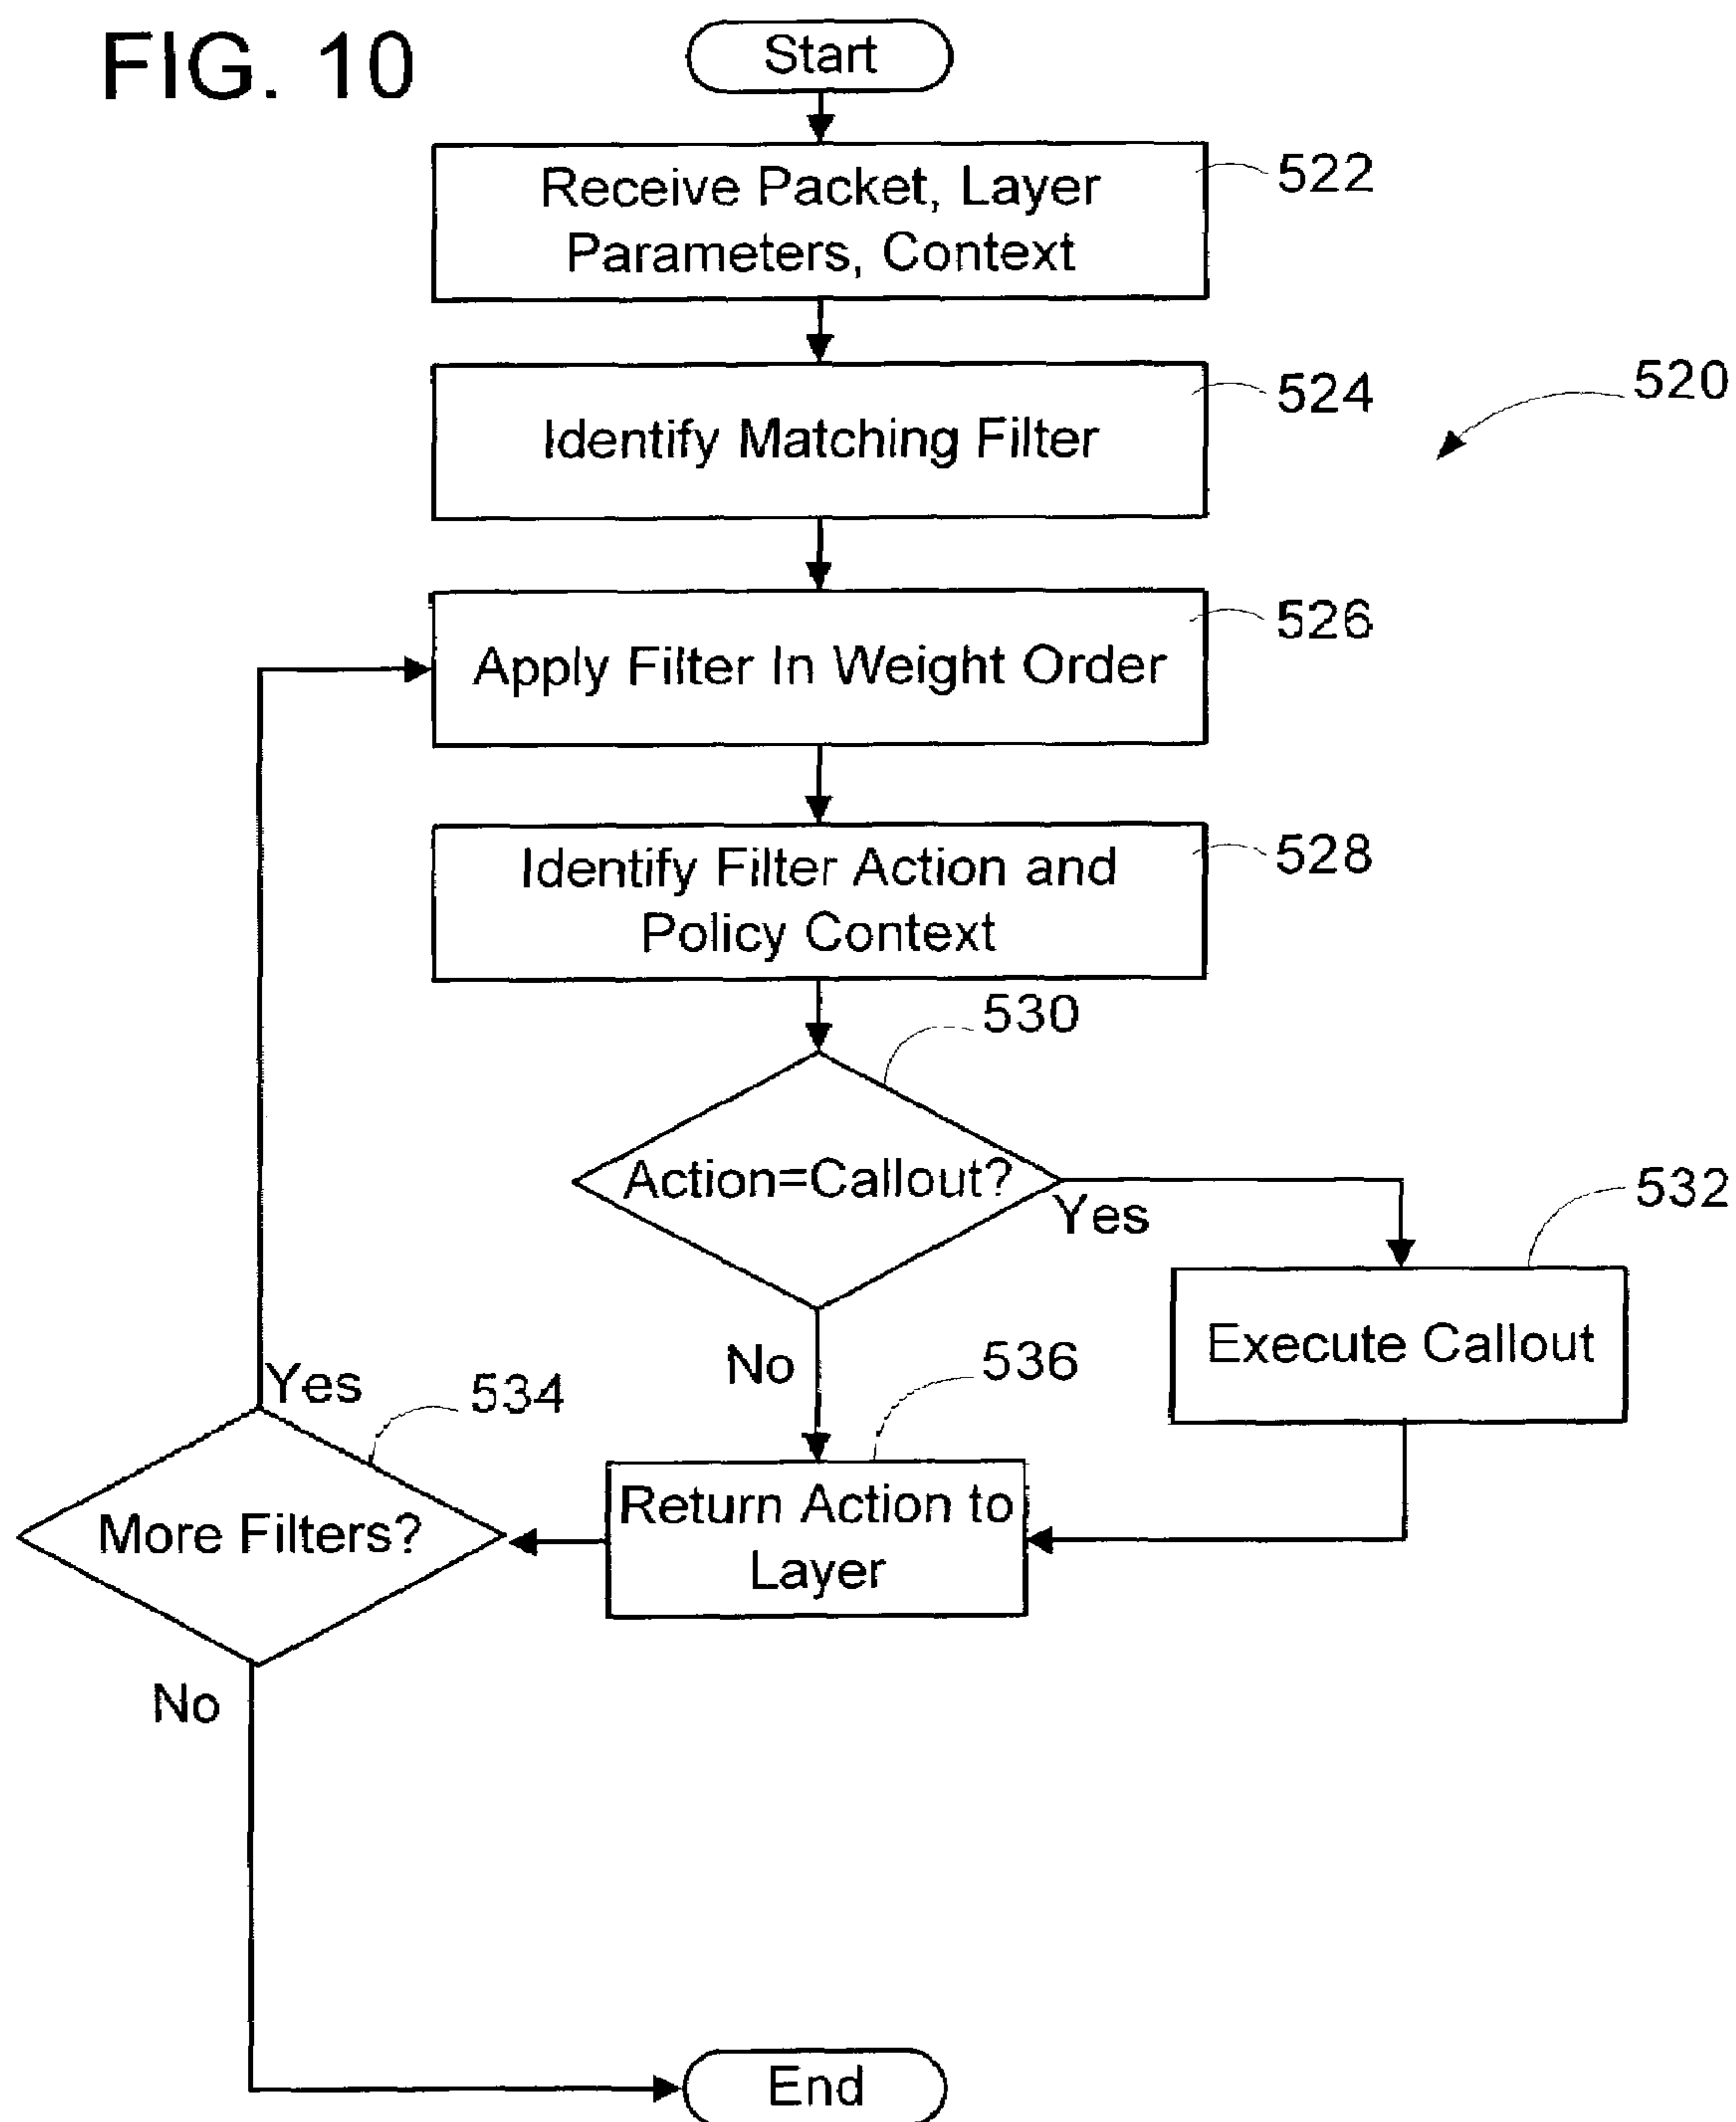 FIG. 10
Start
Receive Packet, Layer
Parameters, Context
522
Identify Matching Filter
524
520
Apply Filter In Weight Order
526
Identify Filter Action and
Policy Context
528
530
Action=Callout?
Yes
532
Execute Callout
No
536
Return Action to
Layer
Yes
534
More Filters?
No
End